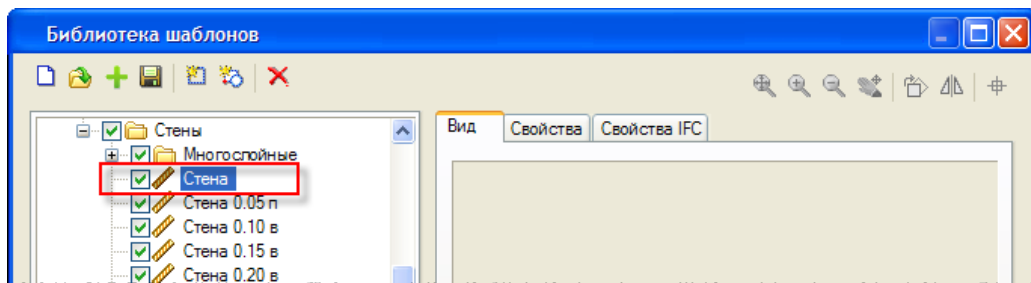 Библиотека шаблонов
Вид Свойства Свойства IFC
Стены
Многослойные
Стена
Стена 0.05 п
Стена 0.10 в
Стена 0.15 в
Стена 0.20 в